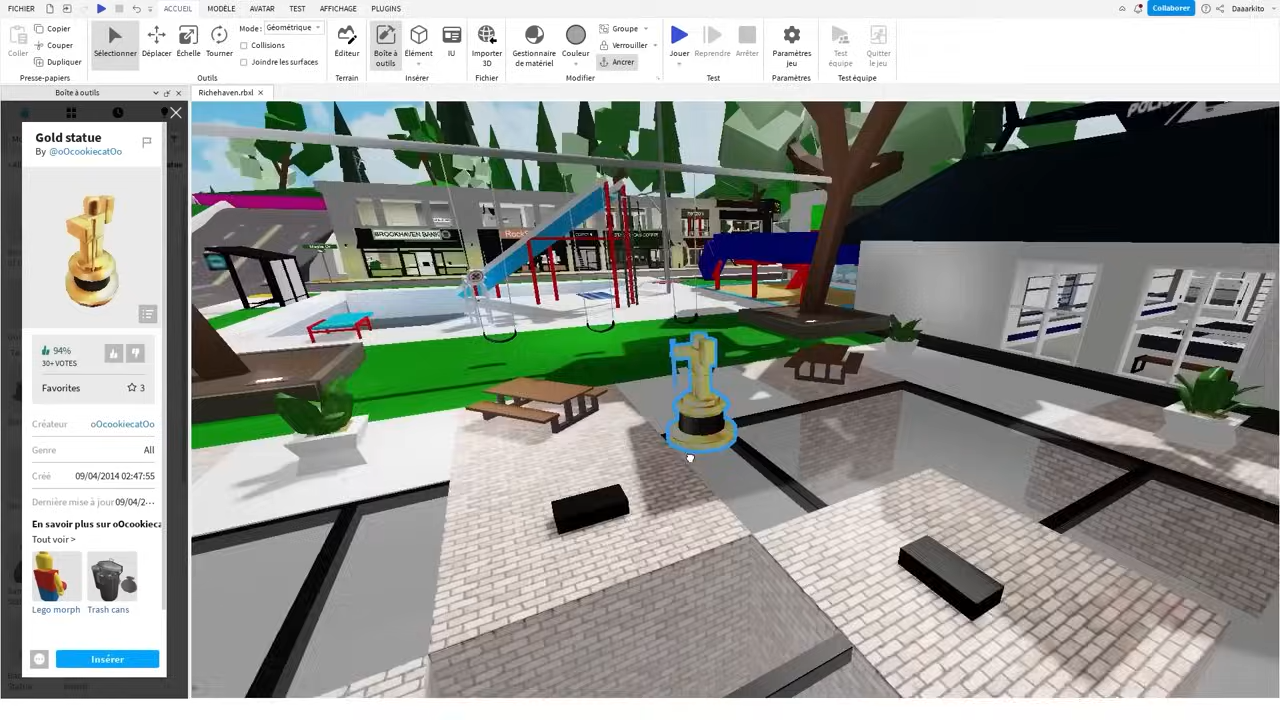 FICHIER
ACCUEIL
MODÈLE
AVATAR
TEST
AFFICHAGE
PLUGINS
Collaborer
Daaarkito
Coller
Copier
Couper
Dupliquer
Presse-papiers
Sélectionner
Déplacer
Échelle
Tourner
Mode: Géométrique
Collisions
Joindre les surfaces
Outils
Éditeur
Terrain
Boîte à outils
Élément
IU
Insérer
Importer 3D
Fichier
Gestionnaire de matériel
Couleur
Groupe
Verrouiller
Ancrer
Modifier
Jouer
Reprendre
Arrêter
Test
Paramètres jeu
Paramètres
Test équipe
Quitter le jeu
Test équipe
Boîte à outils
Richehaven.rbxl
Gold statue
By @oOcookiecatOo
94%
30+ VOTES
Favorites
3
Créateur oOcookiecatOo
Genre All
Créé 09/04/2014 02:47:55
Dernière mise à jour 09/04/2···
En savoir plus sur oOcookieca
Tout voir >
Lego morph
Trash cans
Insérer
BROOKHAVEN BANK